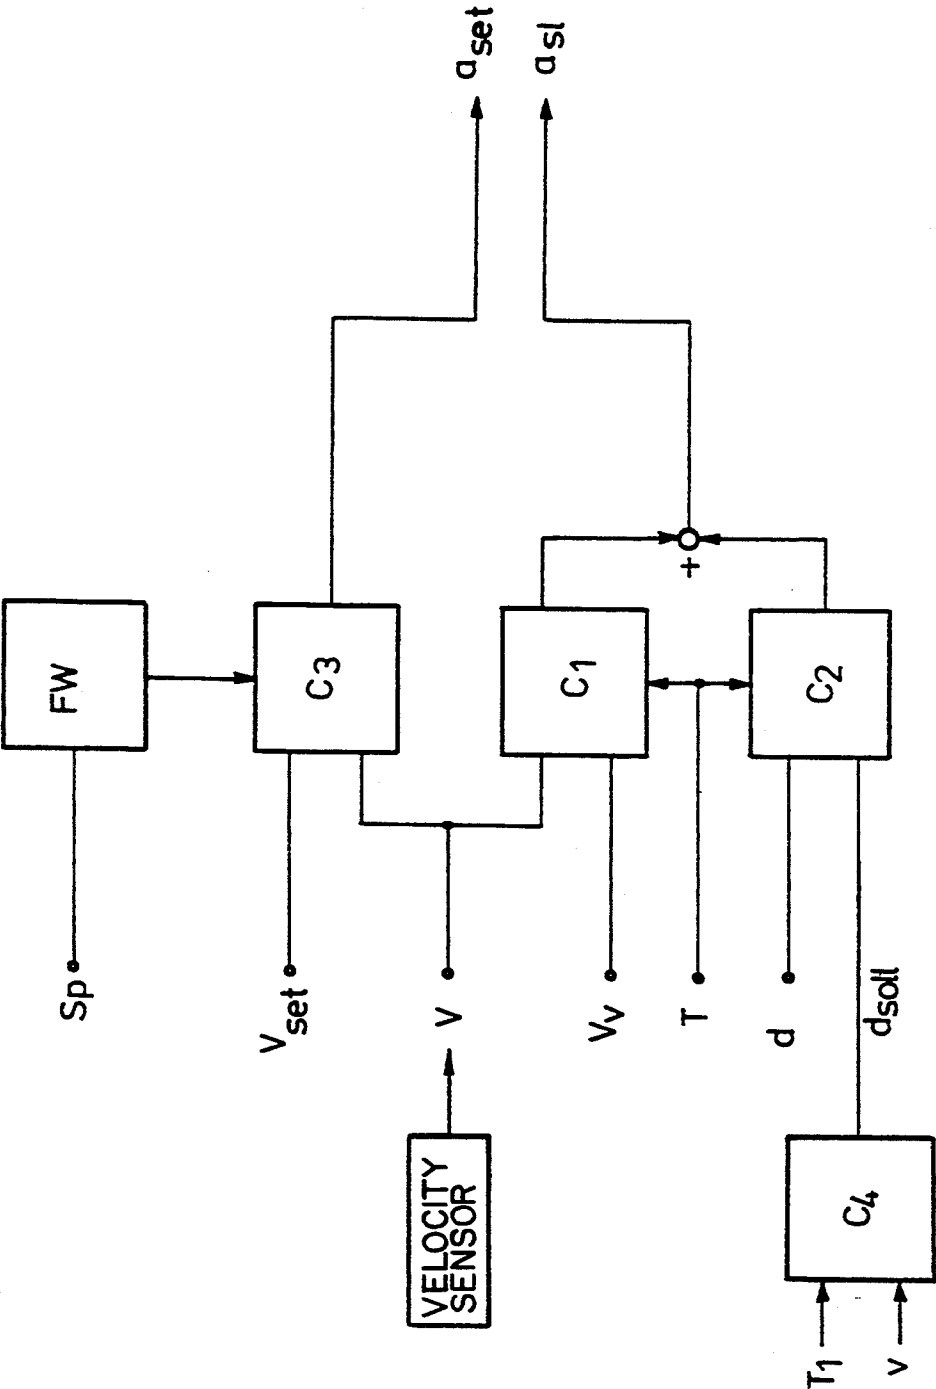 FW
Sp
C3
Vset
aset
V
VELOCITY
SENSOR
C1
asl
Vv
+
T
C2
d
dsoll
C4
T1
v